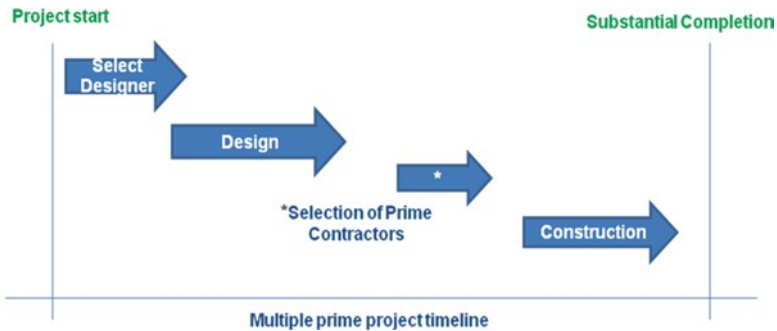 Project start
Substantial Completion
Select
Designer
Design
*
*Selection of Prime
Contractors
Construction
Multiple prime project timeline